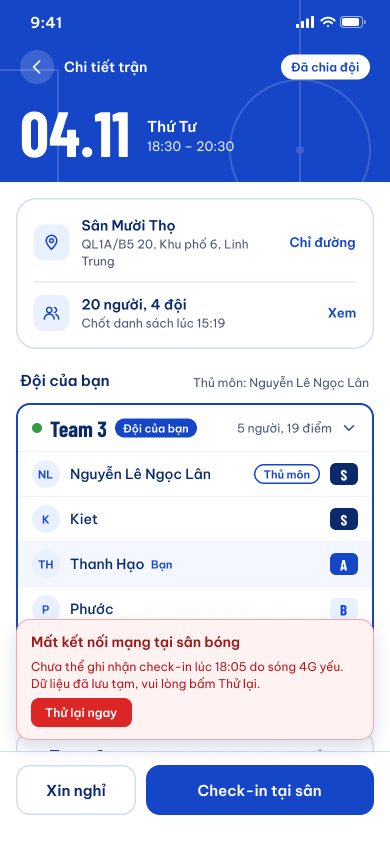 9:41
Chi tiết trận
Đã chia đội
04.11
Thứ Tư
18:30 – 20:30
Sân Mười Thọ
QL1A/B5 20, Khu phố 6, Linh
Trung
Chỉ đường
20 người, 4 đội
Chốt danh sách lúc 15:19
Xem
Đội của bạn
Thủ môn: Nguyễn Lê Ngọc Lân
Team 3
Đội của bạn
5 người, 19 điểm
NL
Nguyễn Lê Ngọc Lân
Thủ môn
S
K
Kiet
S
TH
Thanh Hạo
Bạn
A
P
Phước
B
Mất kết nối mạng tại sân bóng
Chưa thể ghi nhận check-in lúc 18:05 do sóng 4G yếu.
Dữ liệu đã lưu tạm, vui lòng bấm Thử lại.
Thử lại ngay
Xin nghỉ
Check-in tại sân